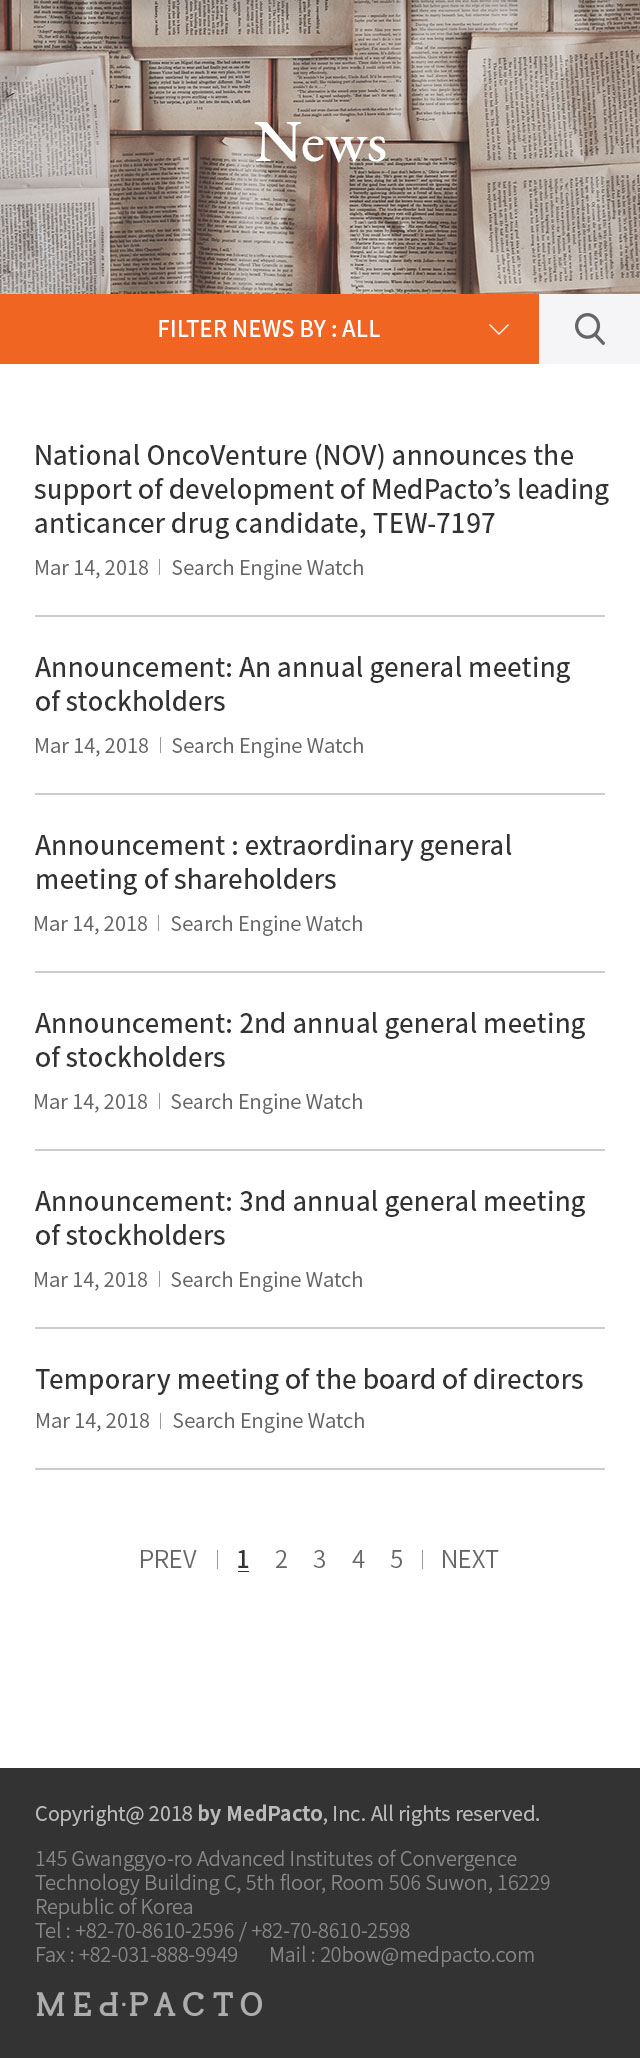 News
FILTER NEWS BY : ALL
National OncoVenture (NOV) announces the
support of development of MedPacto’s leading
anticancer drug candidate, TEW-7197
Mar 14, 2018 | Search Engine Watch
Announcement: An annual general meeting
of stockholders
Mar 14, 2018 | Search Engine Watch
Announcement : extraordinary general
meeting of shareholders
Mar 14, 2018 | Search Engine Watch
Announcement: 2nd annual general meeting
of stockholders
Mar 14, 2018 | Search Engine Watch
Announcement: 3nd annual general meeting
of stockholders
Mar 14, 2018 | Search Engine Watch
Temporary meeting of the board of directors
Mar 14, 2018 | Search Engine Watch
PREV | 1 2 3 4 5 | NEXT
Copyright@ 2018 by MedPacto, Inc. All rights reserved.
145 Gwanggyo-ro Advanced Institutes of Convergence
Technology Building C, 5th floor, Room 506 Suwon, 16229
Republic of Korea
Tel : +82-70-8610-2596 / +82-70-8610-2598
Fax : +82-031-888-9949 Mail : 20bow@medpacto.com
MEd·PACTO